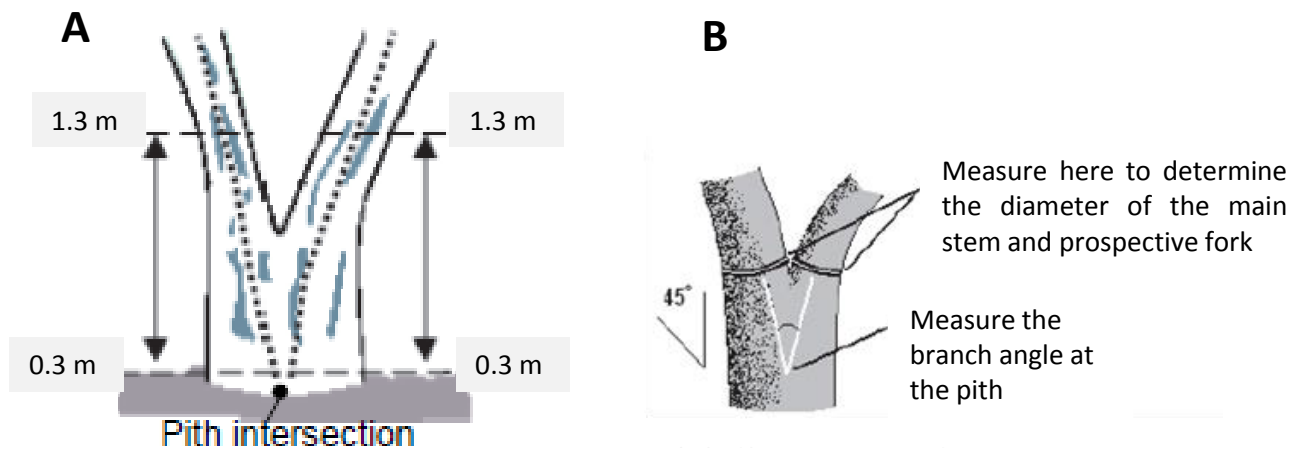 A
1.3 m
1.3 m
0.3 m
0.3 m
Pith intersection
B
45°
Measure here to determine
the diameter of the main
stem and prospective fork
Measure the
branch angle at
the pith